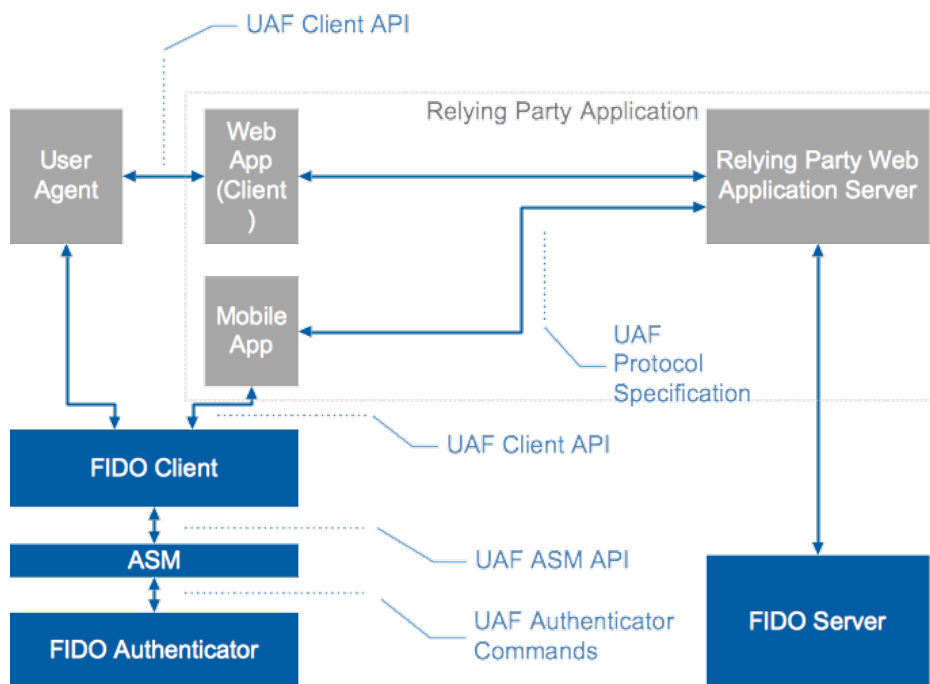 UAF Client API
Relying Party Application
User
Agent
Web
App
(Client
)
Relying Party Web
Application Server
Mobile
App
UAF
Protocol
Specification
UAF Client API
FIDO Client
ASM
UAF ASM API
FIDO Authenticator
UAF Authenticator
Commands
FIDO Server